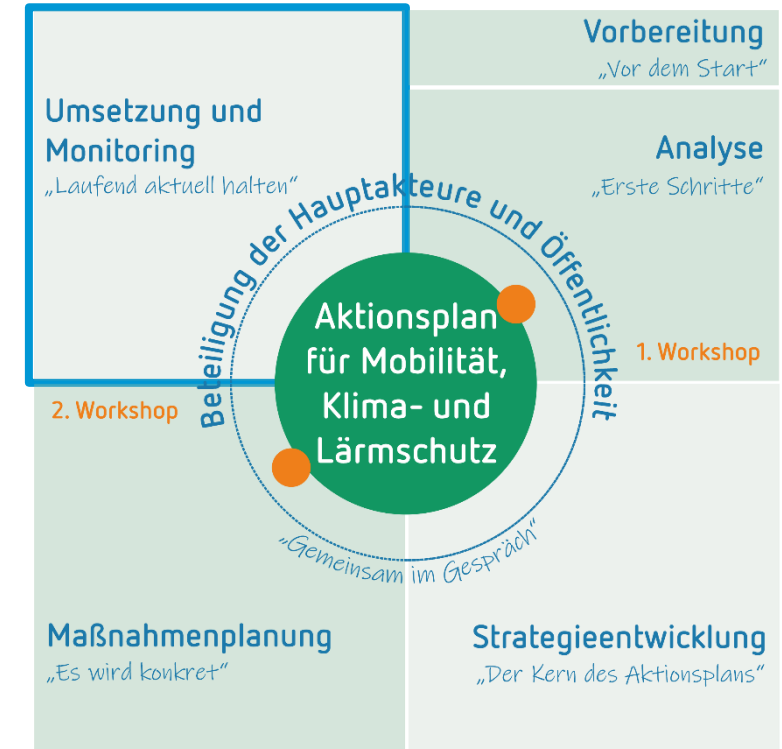 Vorbereitung
„Vor dem Start“
Umsetzung und
Monitoring
„Laufend aktuell halten“
Analyse
„Erste Schritte“
Beteiligung der Hauptakteure und Öffentlichkeit
Aktionsplan
für Mobilität,
Klima- und
Lärmschutz
1. Workshop
2. Workshop
„Gemeinsam im Gespräch“
Maßnahmenplanung
„Es wird konkret“
Strategieentwicklung
„Der Kern des Aktionsplans“